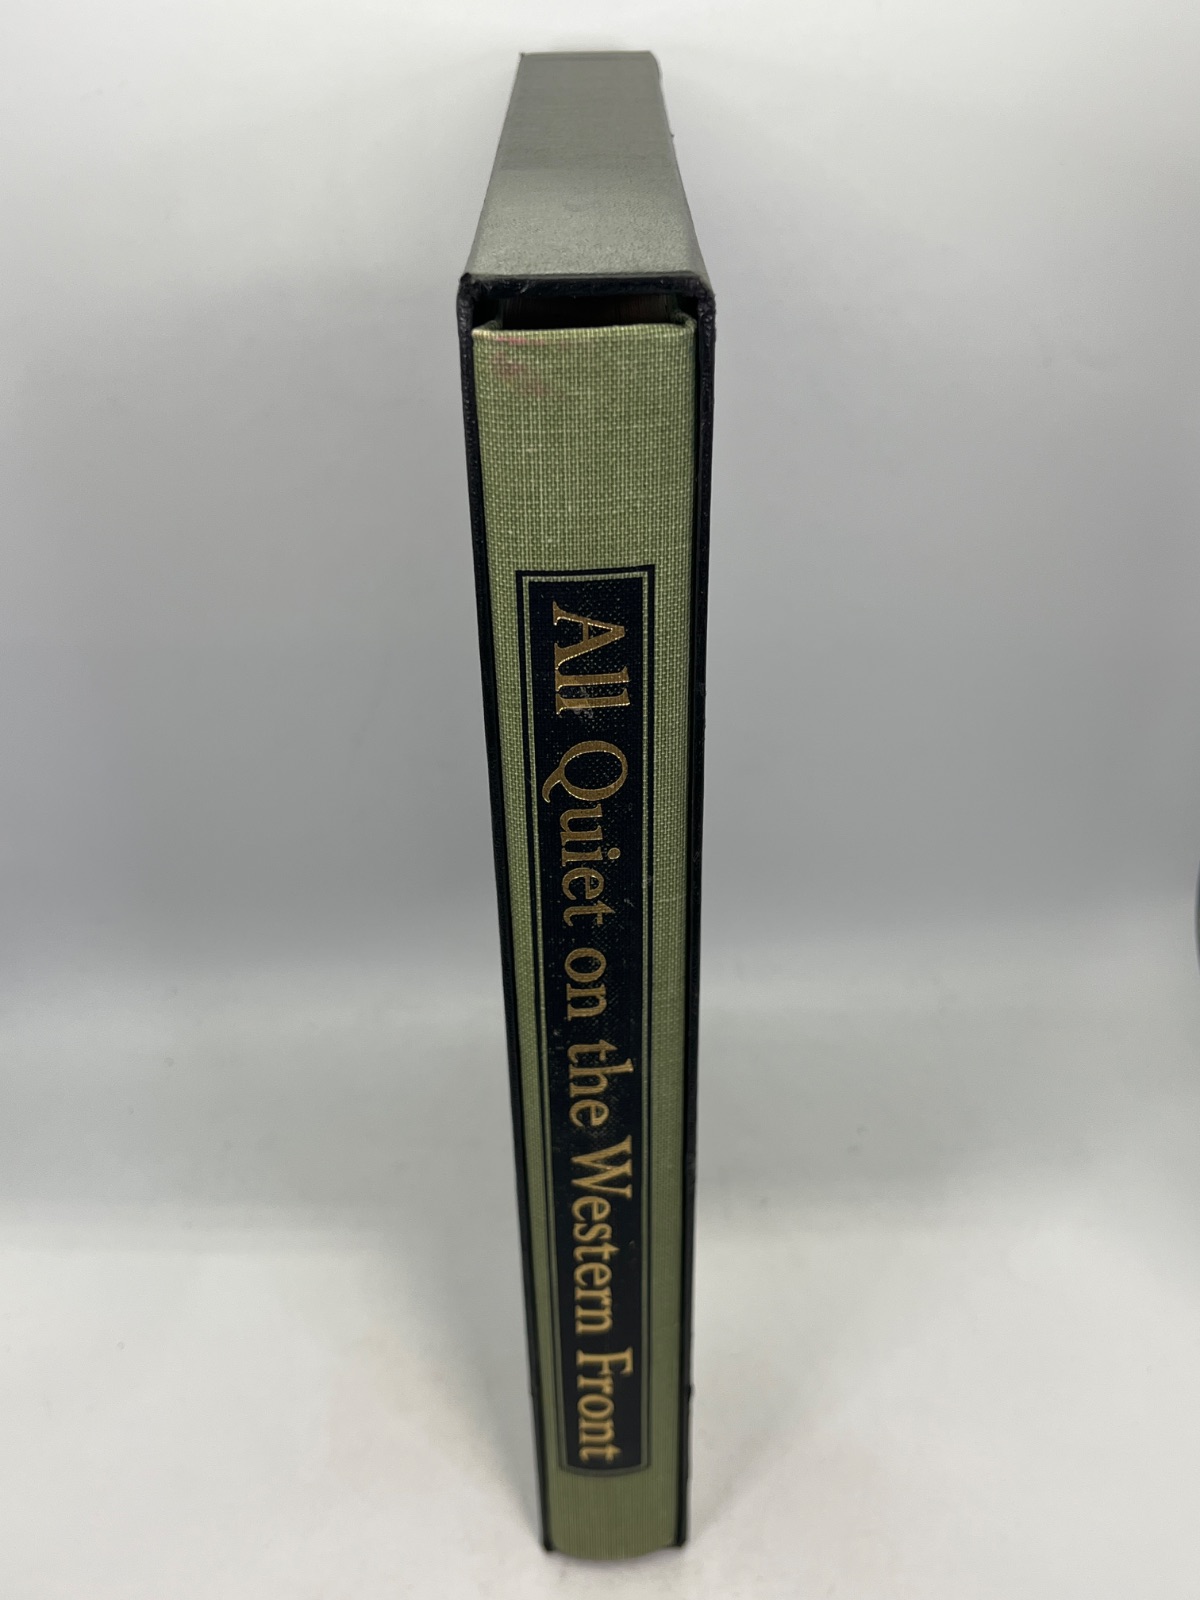 All Quiet on the Western Front